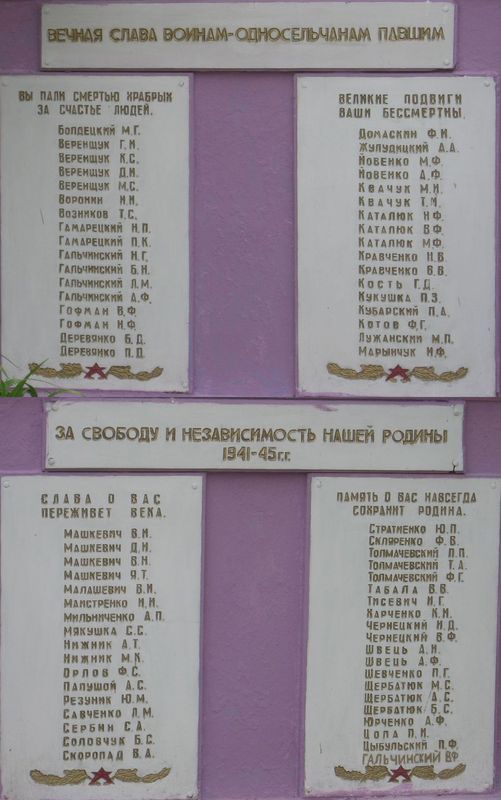 ВЕЧНАЯ СЛАВА ВОИНАМ-ОДНОСЕЛЬЧАНАМ ПАВШИМ
ВЫ ПАЛИ СМЕРТЬЮ ХРАБРЫХ
ЗА СЧАСТЬЕ ЛЮДЕЙ.
БОЛДЕЦКИЙ М.Г.
ВЕРЕНЩУК Г.И.
ВЕРЕНЩУК К.С.
ВЕРЕНЩУК Д.И.
ВЕРЕНЩУК М.С.
ВОРОНИН И.И.
ВОЗНИКОВ Т.С.
ГАМАРЕЦКИЙ Н.П.
ГАМАРЕЦКИЙ П.К.
ГАЛЬЧИНСКИЙ И.Г.
ГАЛЬЧИНСКИЙ Б.Н.
ГАЛЬЧИНСКИЙ Л.М.
ГАЛЬЧИНСКИЙ А.Ф.
ГОФМАН В.Ф.
ГОФМАН Н.Ф.
ДЕРЕВЯНКО Б.Д.
ДЕРЕВЯНКО П.Д.
ВЕЛИКИЕ ПОДВИГИ
ВАШИ БЕССМЕРТНЫ.
ДОМАСКИН Ф.И.
ЖУЛУДИЦКИЙ А.А.
ЙОВЕНКО М.Ф.
ЙОВЕНКО А.Ф.
КВАЧУК М.И.
КВАЧУК Т.И.
КАТАЛЮК Н.Ф.
КАТАЛЮК В.Ф.
КАТАЛЮК М.Ф.
КРАВЧЕНКО Н.В.
КРАВЧЕНКО В.В.
КОСТЬ Г.Д.
КУКУШКА П.З.
КУБАРСКИЙ П.А.
КОТОВ Ф.Г.
ЛУЖАНСКИЙ М.П.
МАРЫНЧУК И.Ф.
ЗА СВОБОДУ И НЕЗАВИСИМОСТЬ НАШЕЙ РОДИНЫ
1941-45г.г.
СЛАВА О ВАС
ПЕРЕЖИВЕТ ВЕКА.
МАШКЕВИЧ В.И.
МАШКЕВИЧ Д.Н.
МАШКЕВИЧ В.Н.
МАШКЕВИЧ Я.Т.
МАЛАШЕВИЧ В.И.
МАИСТРЕНКО И.И.
МИЛЬНИЧЕНКО А.П.
МЯКУШКА С.С.
НИЖНИК А.Т.
НИЖНИК М.К.
ОРЛОВ Ф.С.
ПАПУШОЙ А.С.
РЕЗУНИК Ю.М.
САВЧЕНКО Л.М.
СЕРБИН С.А.
СОЛОВЧУК Б.С.
СКОРОПАД В.А.
ПАМЯТЬ О ВАС НАВСЕГДА
СОХРАНИТ РОДИНА.
СТРАТИЕНКО Ю.П.
СКЛЯРЕНКО Ф.В.
ТОЛМАЧЕВСКИЙ П.П.
ТОЛМАЧЕВСКИЙ Т.А.
ТОЛМАЧЕВСКИЙ Ф.Г.
ТАБАЛА В.В.
ТИСЕВИЧ И.Г.
ХАРЧЕНКО К.И.
ЧЕРНЕЦКИЙ И.Д.
ЧЕРНЕЦКИЙ В.Ф.
ШВЕЦЬ А.И.
ШВЕЦЬ А.Ф.
ШЕВЧЕНКО П.Г.
ЩЕРБАТЮК М.С.
ЩЕРБАТЮК А.С.
ЩЕРБАТЮК Б.С.
ЮРЧЕНКО А.Ф.
ЦОПА П.И.
ЦЫБУЛЬСКИЙ П.Ф.
ГАЛЬЧИНСКИЙ В.Ф